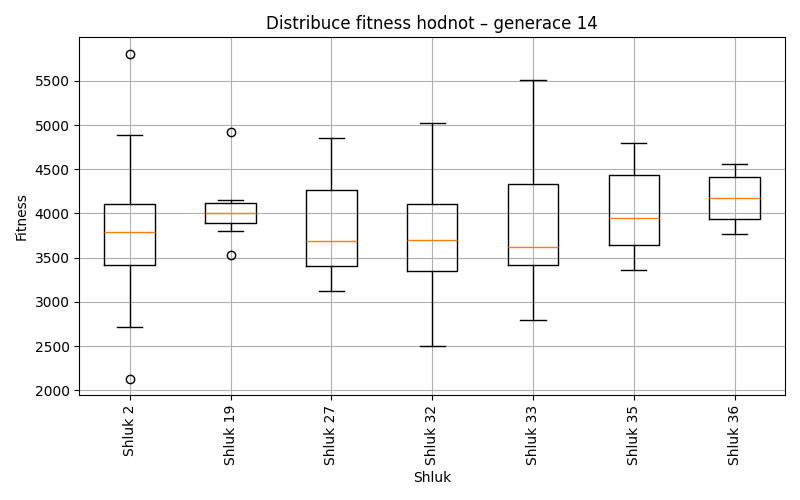 Distribuce fitness hodnot – generace 14
Fitness
5500
5000
4500
4000
3500
3000
2500
2000
Shluk 2
Shluk 19
Shluk 27
Shluk 32
Shluk 33
Shluk 35
Shluk 36
Shluk